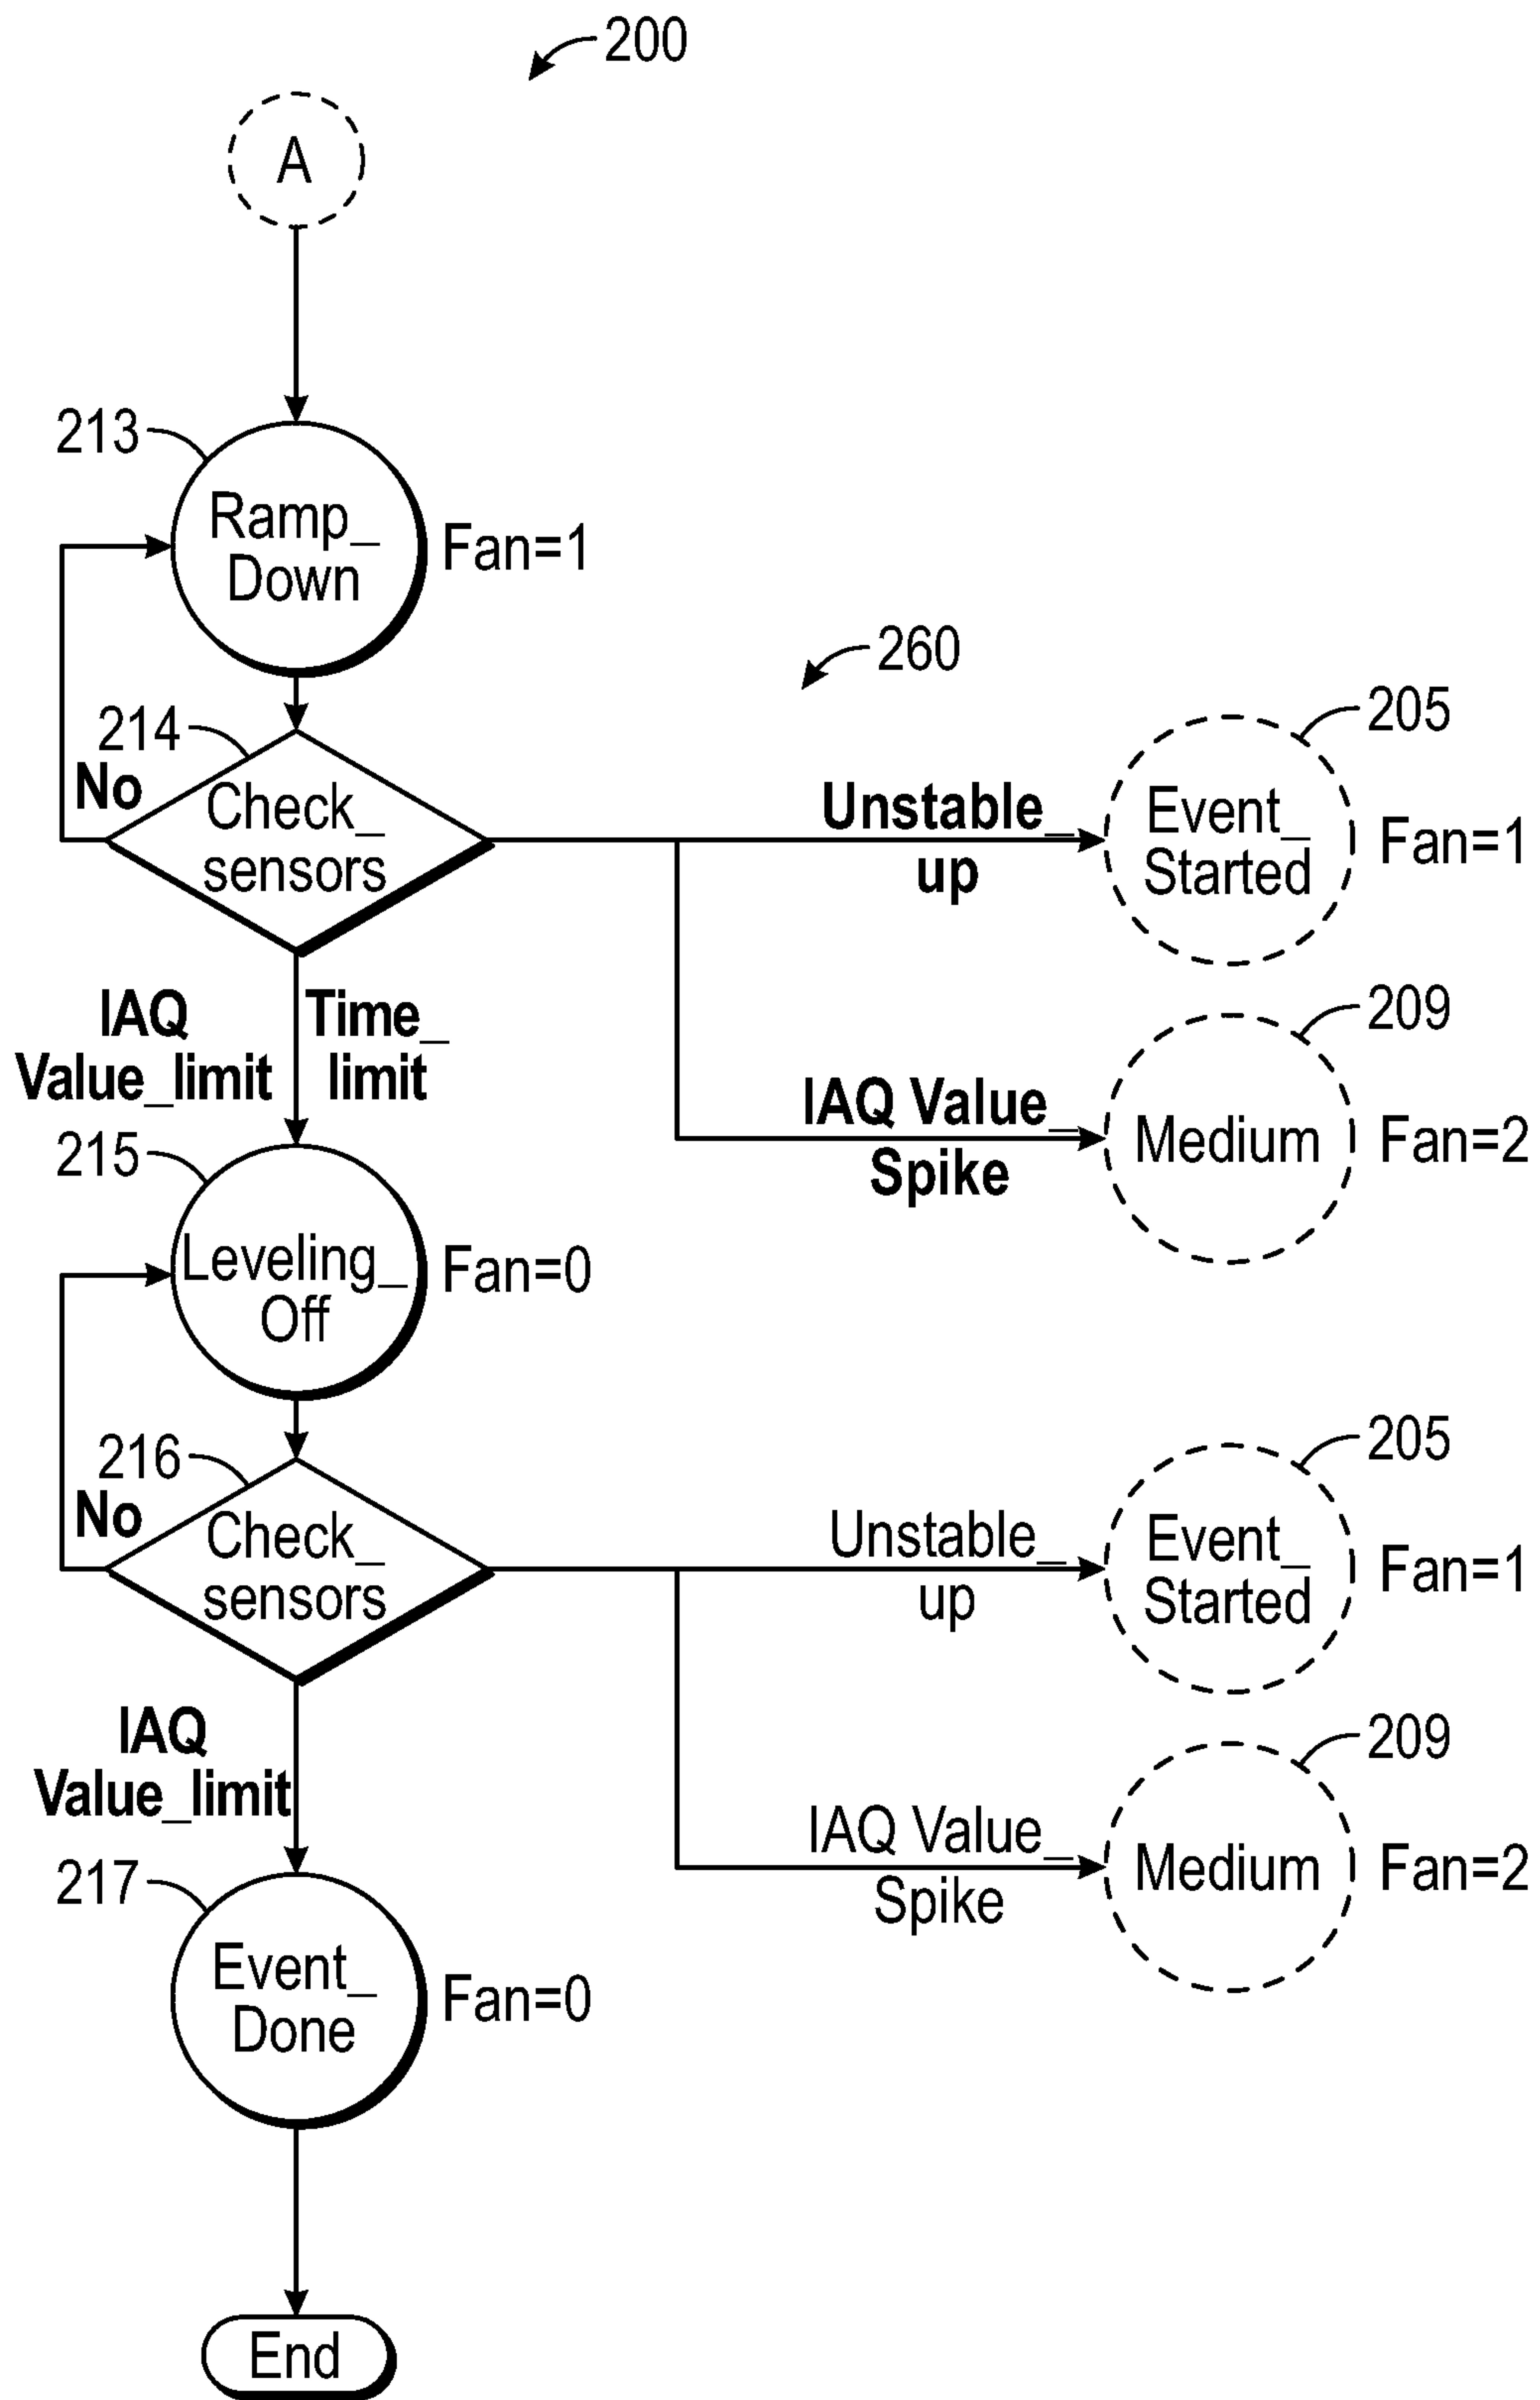 200
A
213
Ramp_
Down
Fan=1
260
214
No
Check_
sensors
Unstable_
up
205
Event_
Started
Fan=1
IAQ
Value_limit
Time_
limit
IAQ Value_
Spike
209
Medium
Fan=2
215
Leveling_
Off
Fan=0
216
No
Check_
sensors
Unstable_
up
205
Event_
Started
Fan=1
IAQ
Value_limit
IAQ Value_
Spike
209
Medium
Fan=2
217
Event_
Done
Fan=0
End